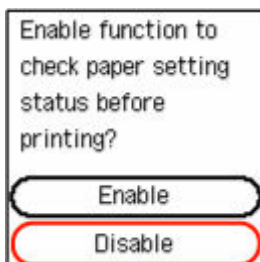 Enable function to
check paper setting
status before
printing?
Enable
Disable